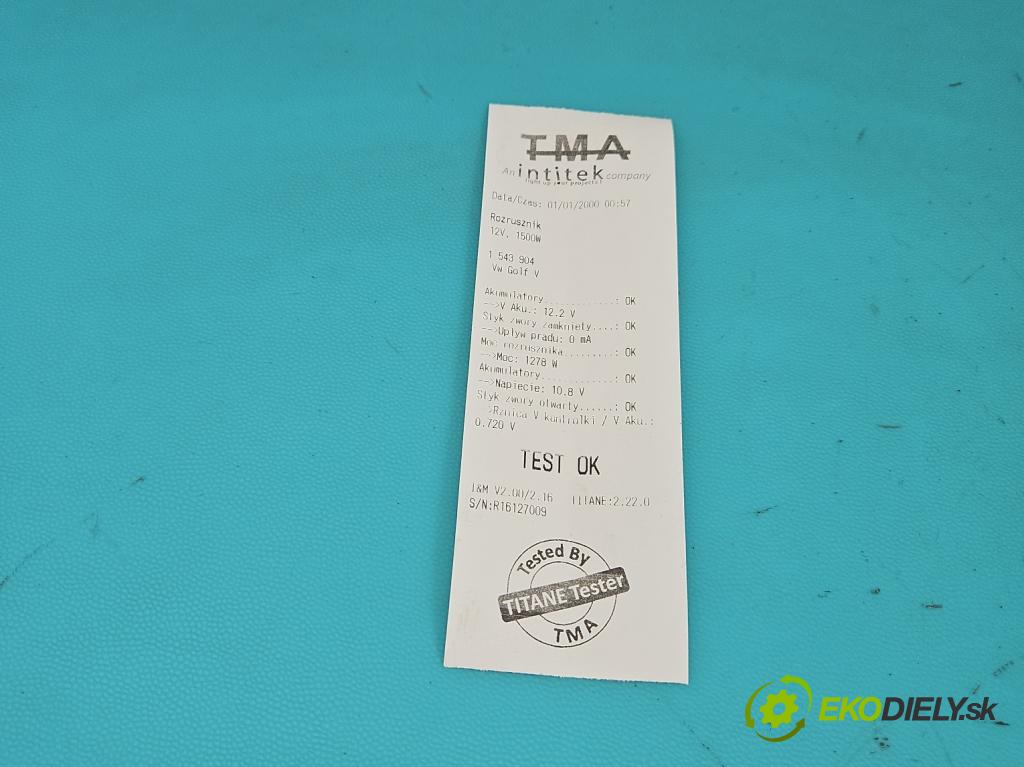 TMA
An intitek company
light up your projects!
Data/Czas: 01/01/2000 00:57
Rozrusznik
12V, 1500W
1 543 904
Vw Golf V
Akumulatory............: OK
-->V Aku.: 12.2 V
Styk zwory zamkniety....: OK
-->Uplyw pradu: 0 mA
Moc rozrusznika.........: OK
-->Moc: 1278 W
Akumulatory............: OK
-->Napiecie: 10.8 V
Styk zwory otwarty......: OK
->Rznica V kontrolki / V Aku.:
0.720 V
TEST OK
I&M V2.00/2.16 TITANE:2.22.0
S/N:R16127009
Tested By
TITANE Tester
TMA
EKODIELY.sk